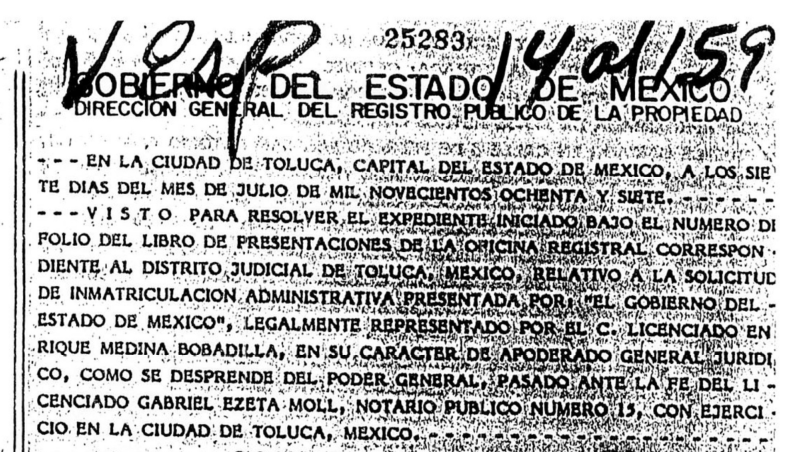 25283
GOBIERNO DEL ESTADO DE MEXICO
DIRECCIÓN GENERAL DEL REGISTRO PUBLICO DE LA PROPIEDAD
- - - EN LA CIUDAD DE TOLUCA, CAPITAL DEL ESTADO DE MEXICO, A LOS SIE
TE DIAS DEL MES DE JULIO DE MIL NOVECIENTOS OCHENTA Y SIETE. - - - - - -
- - - V I S T O PARA RESOLVER EL EXPEDIENTE INICIADO BAJO EL NUMERO DE
FOLIO DEL LIBRO DE PRESENTACIONES DE LA OFICINA REGISTRAL CORRESPON -
DIENTE AL DISTRITO JUDICIAL DE TOLUCA, MEXICO, RELATIVO A LA SOLICITUD
DE INMATRICULACION ADMINISTRATIVA PRESENTADA POR: "EL GOBIERNO DEL -
ESTADO DE MEXICO", LEGALMENTE REPRESENTADO POR EL C. LICENCIADO EN
RIQUE MEDINA BOBADILLA, EN SU CARACTER DE APODERADO GENERAL JURIDI
CO, COMO SE DESPRENDE DEL PODER GENERAL, PASADO ANTE LA FE DEL LI -
CENCIADO GABRIEL EZETA MOLL, NOTARIO PUBLICO NUMERO 15, CON EJERCI -
CIO EN LA CIUDAD DE TOLUCA, MEXICO. - - - - - - - - - - - - - - - - - - -